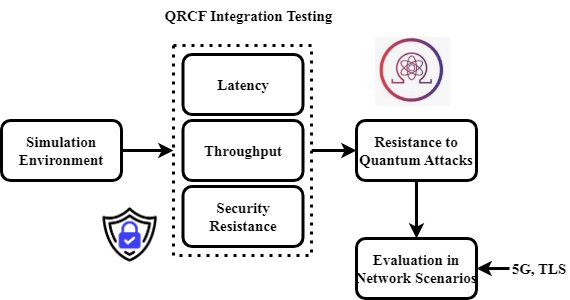 QRCF Integration Testing
Latency
Simulation
Environment
Throughput
Resistance to
Quantum Attacks
Security
Resistance
Evaluation in
Network Scenarios
5G, TLS